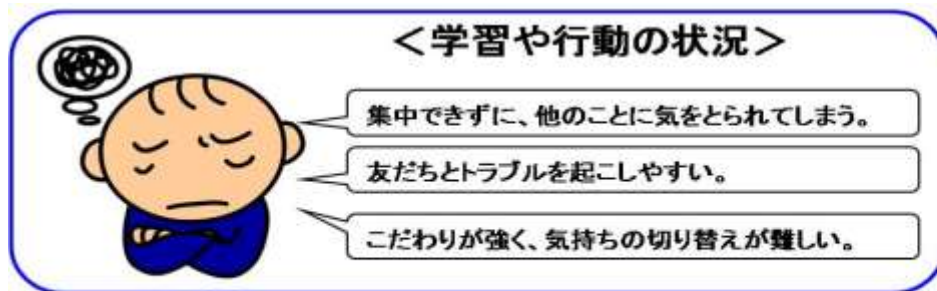 ＜学習や行動の状況＞
集中できずに、他のことに気をとられてしまう。
友だちとトラブルを起こしやすい。
こだわりが強く、気持ちの切り替えが難しい。